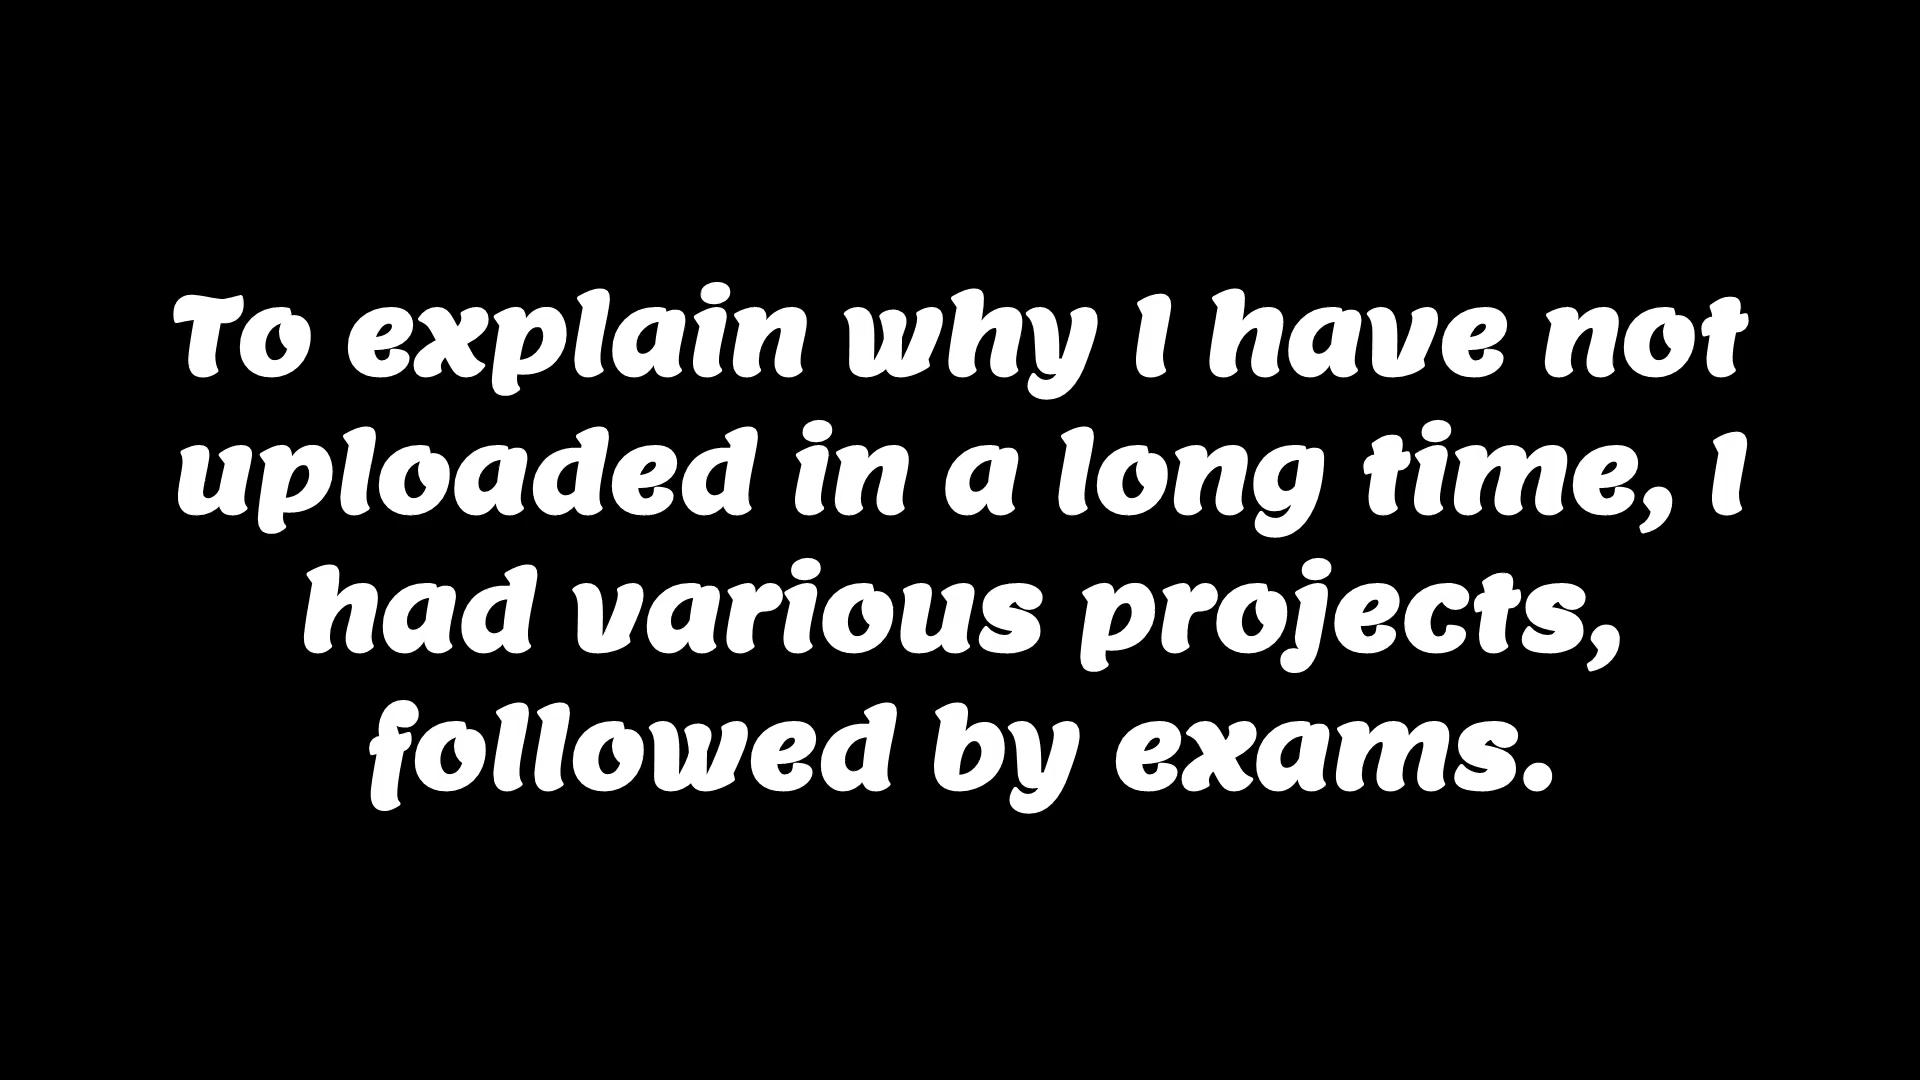 To explain why I have not
uploaded in a long time, I
had various projects,
followed by exams.